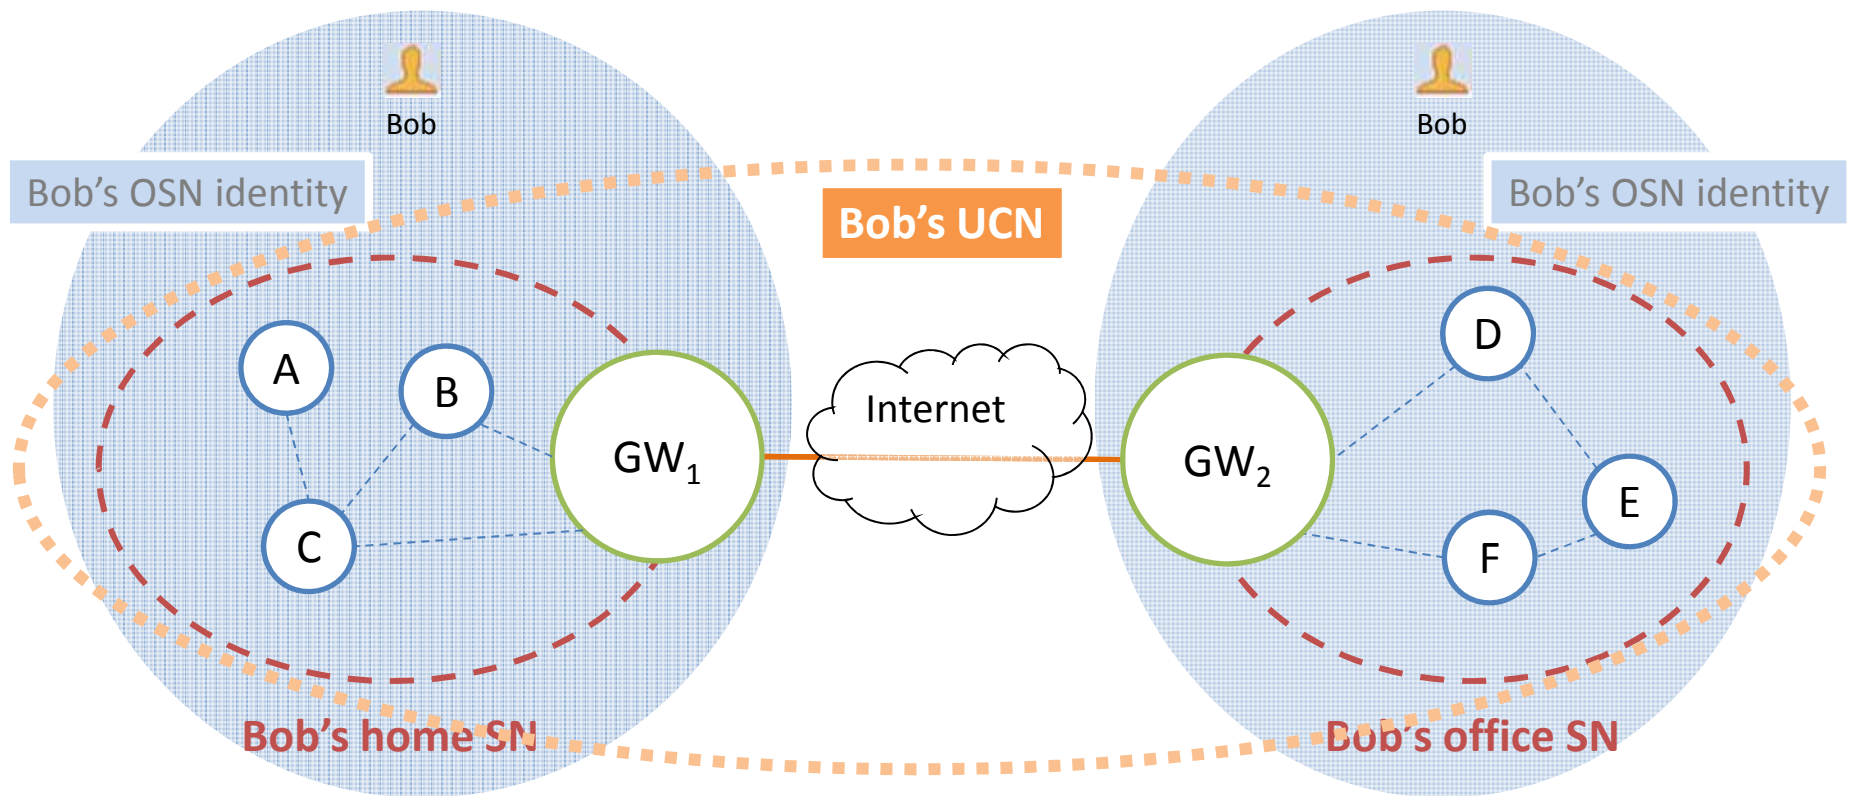 Bob
Bob
Bob's OSN identity
Bob's OSN identity
Bob's UCN
A
B
C
GW1
Internet
GW2
D
E
F
Bob's home SN
Bob's office SN